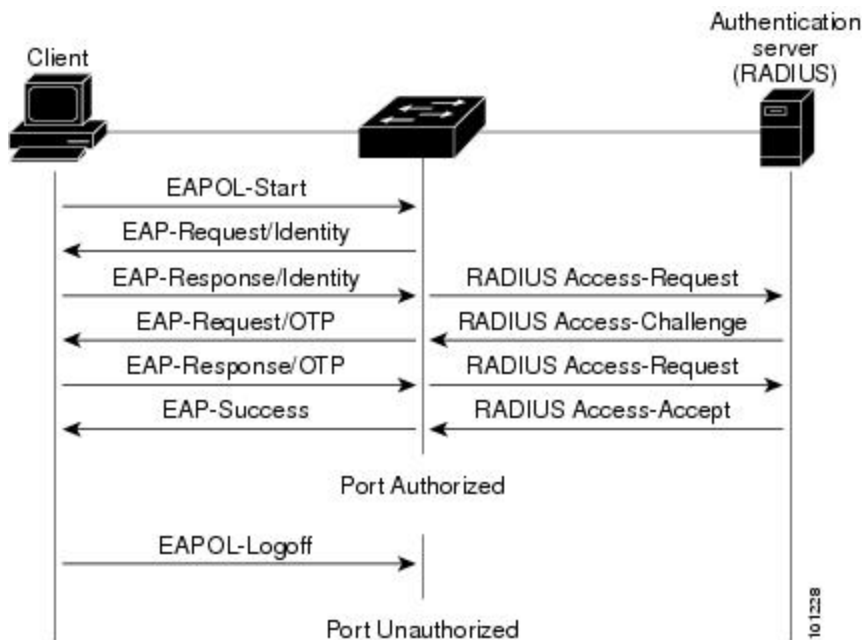 Authentication
server
(RADIUS)
Client
EAPOL-Start
EAP-Request/Identity
EAP-Response/Identity
RADIUS Access-Request
EAP-Request/OTP
RADIUS Access-Challenge
EAP-Response/OTP
RADIUS Access-Request
EAP-Success
RADIUS Access-Accept
Port Authorized
EAPOL-Logoff
Port Unauthorized
101228